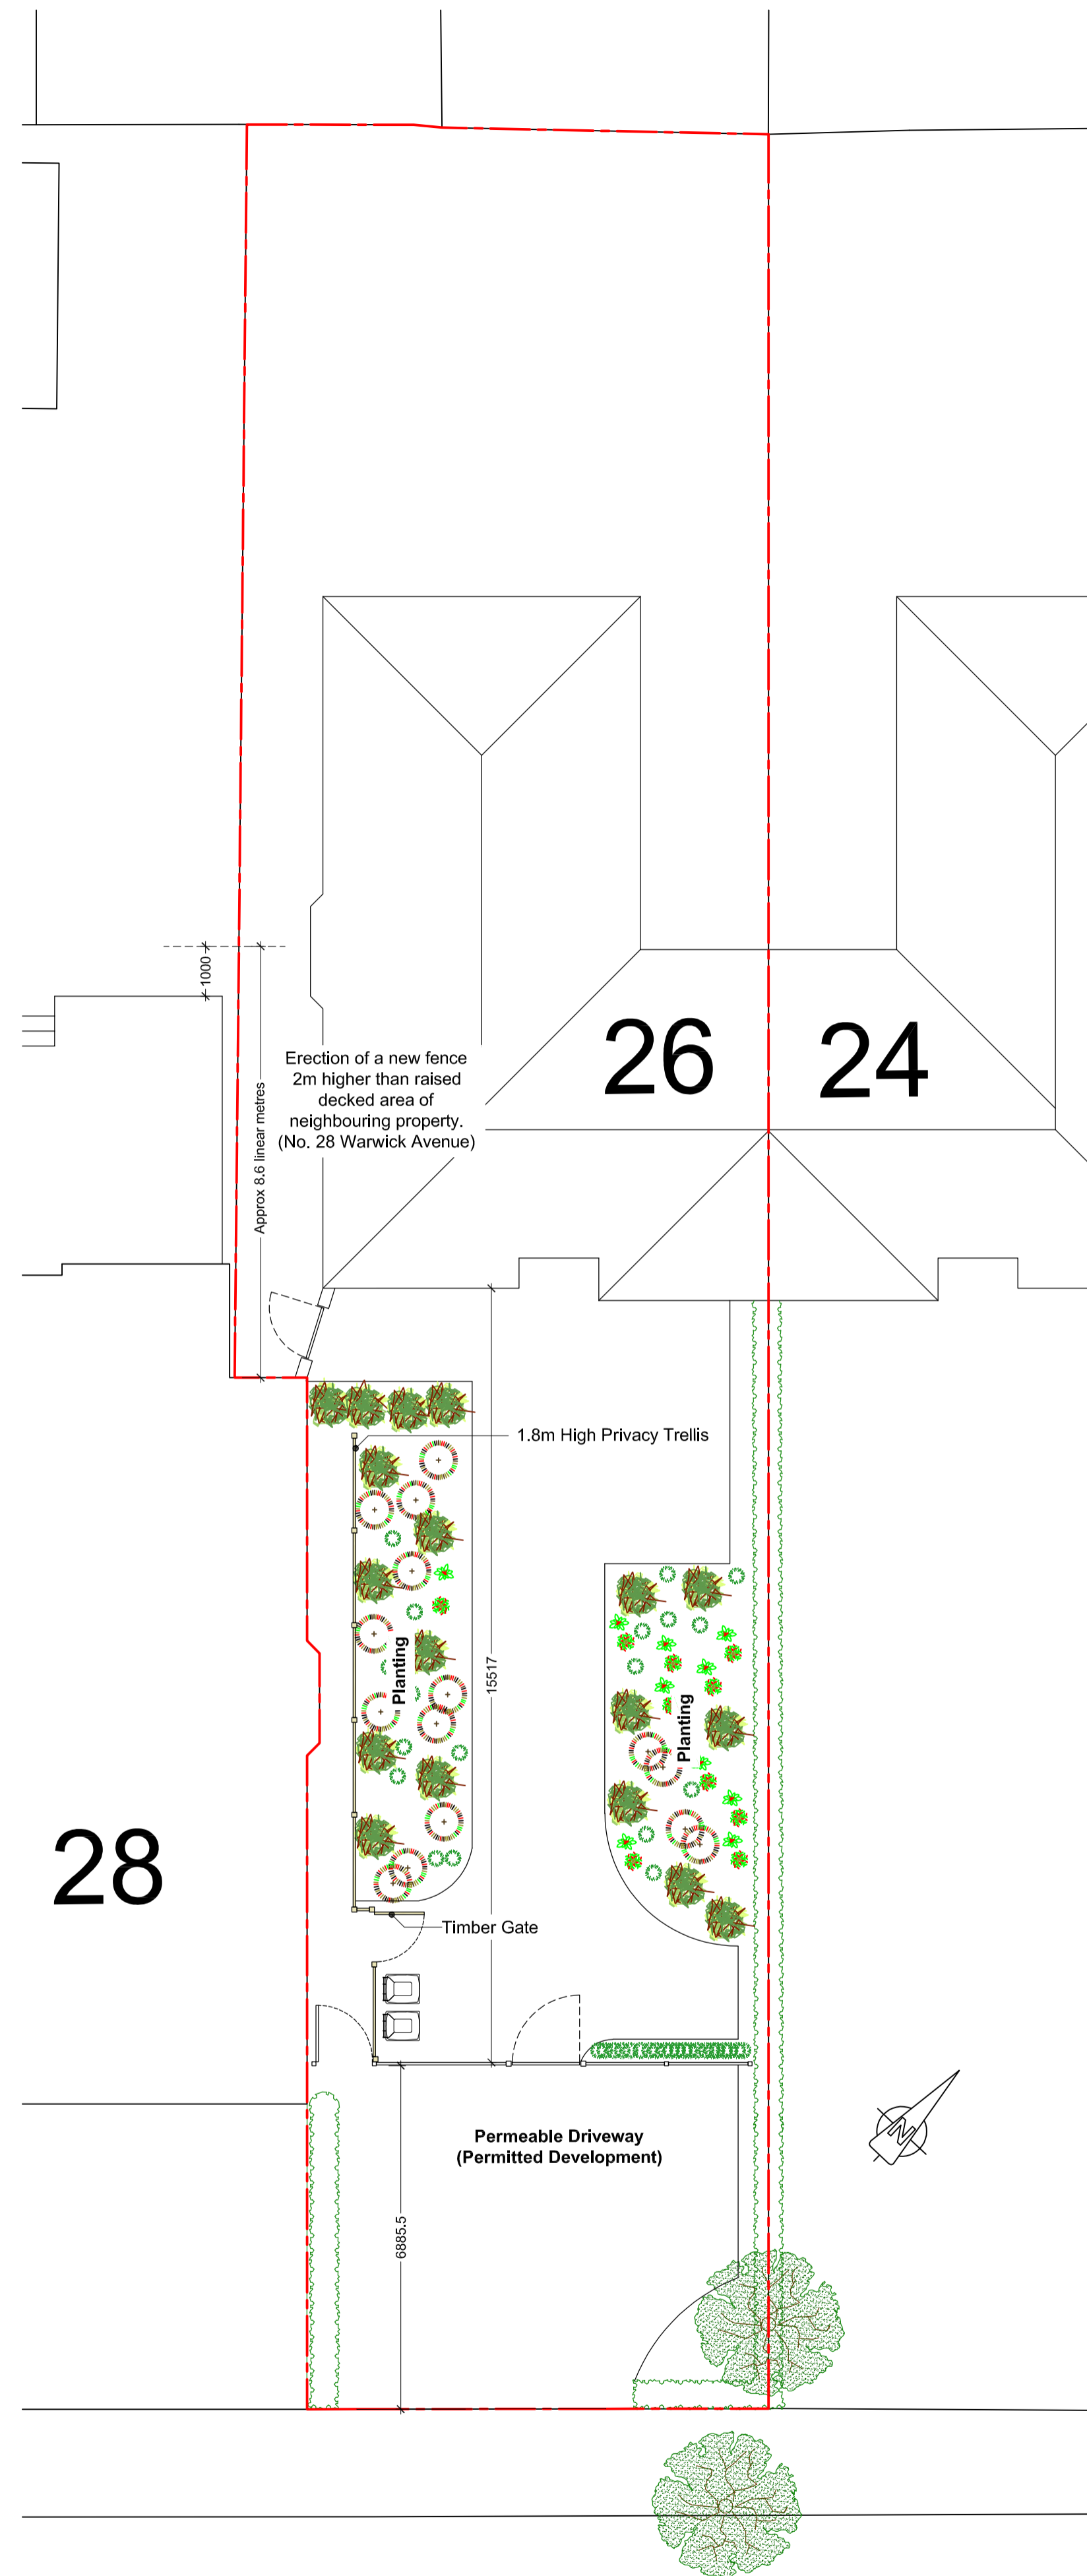 1000
Approx 8.6 linear metres
Erection of a new fence
2m higher than raised
decked area of
neighbouring property.
(No. 28 Warwick Avenue)
26
24
1.8m High Privacy Trellis
Planting
15517
Planting
28
Timber Gate
Permeable Driveway
(Permitted Development)
N
6885.5